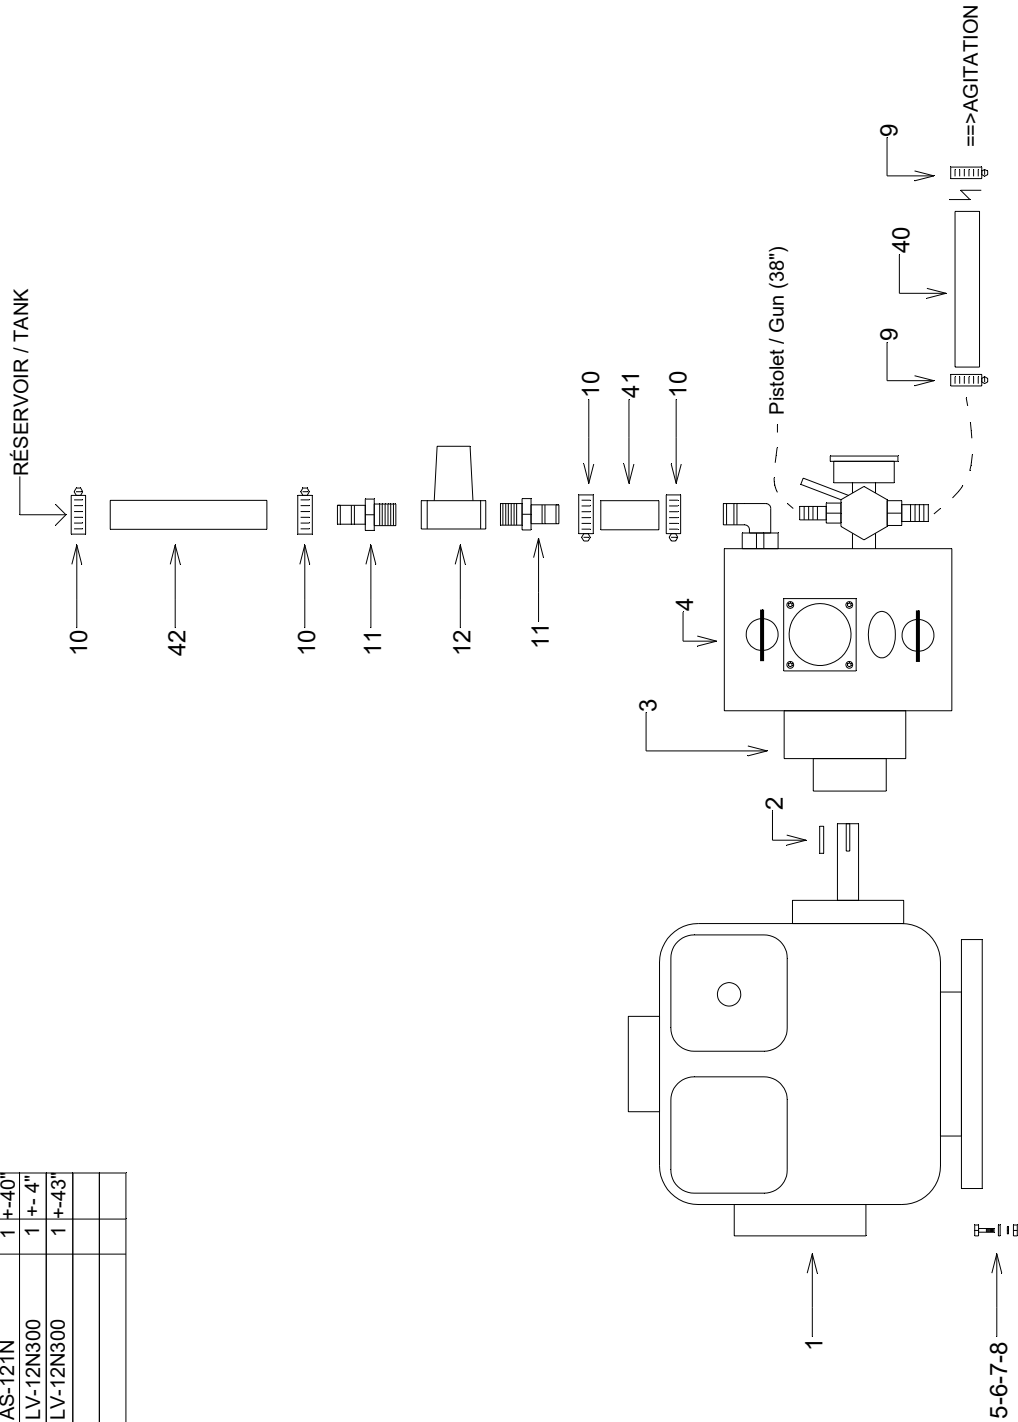 RÉSERVOIR / TANK
10
42
10
11
12
11
10
41
10
Pistolet / Gun (38")
9
==>AGITATION
40
9
4
3
2
1
5-6-7-8
AS-121N 1 +-40"
LV-12N300 1 +- 4"
LV-12N300 1 +-43"